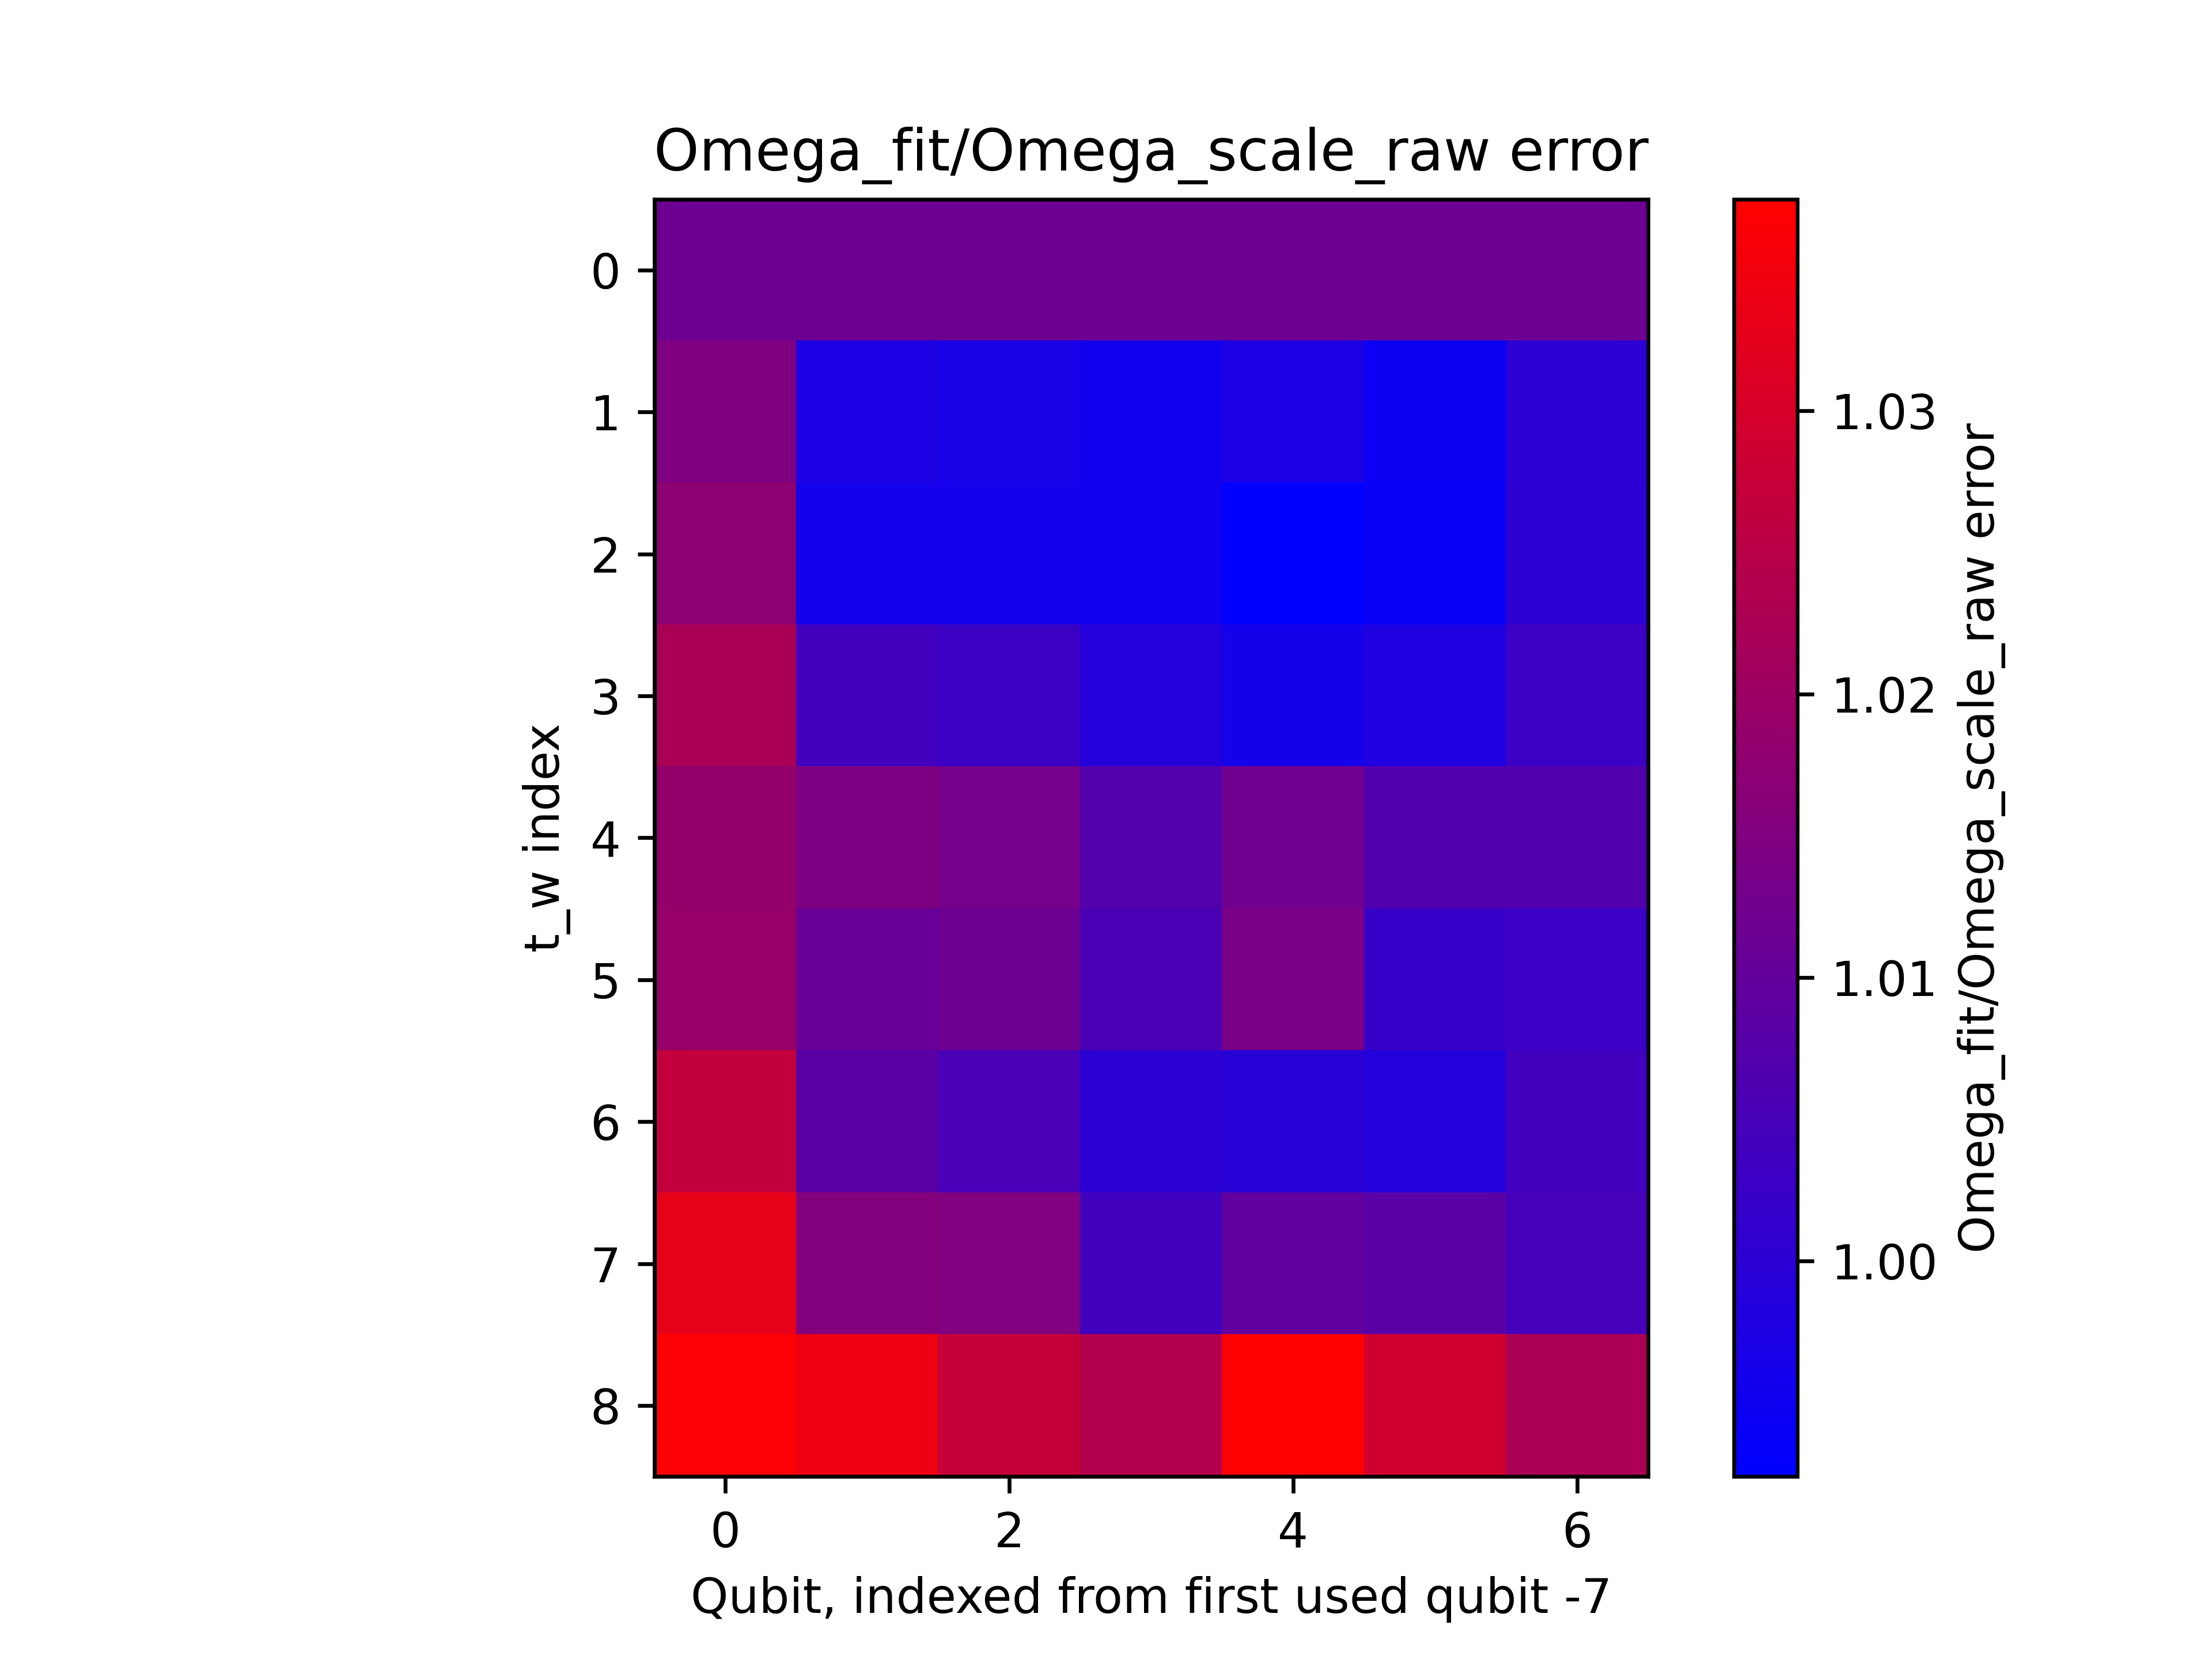 Omega_fit/Omega_scale_raw error
0
1
2
3
4
5
6
7
8
t_w index
0 2 4 6
Qubit, indexed from first used qubit -7
1.03
1.02
1.01
1.00
Omega_fit/Omega_scale_raw error